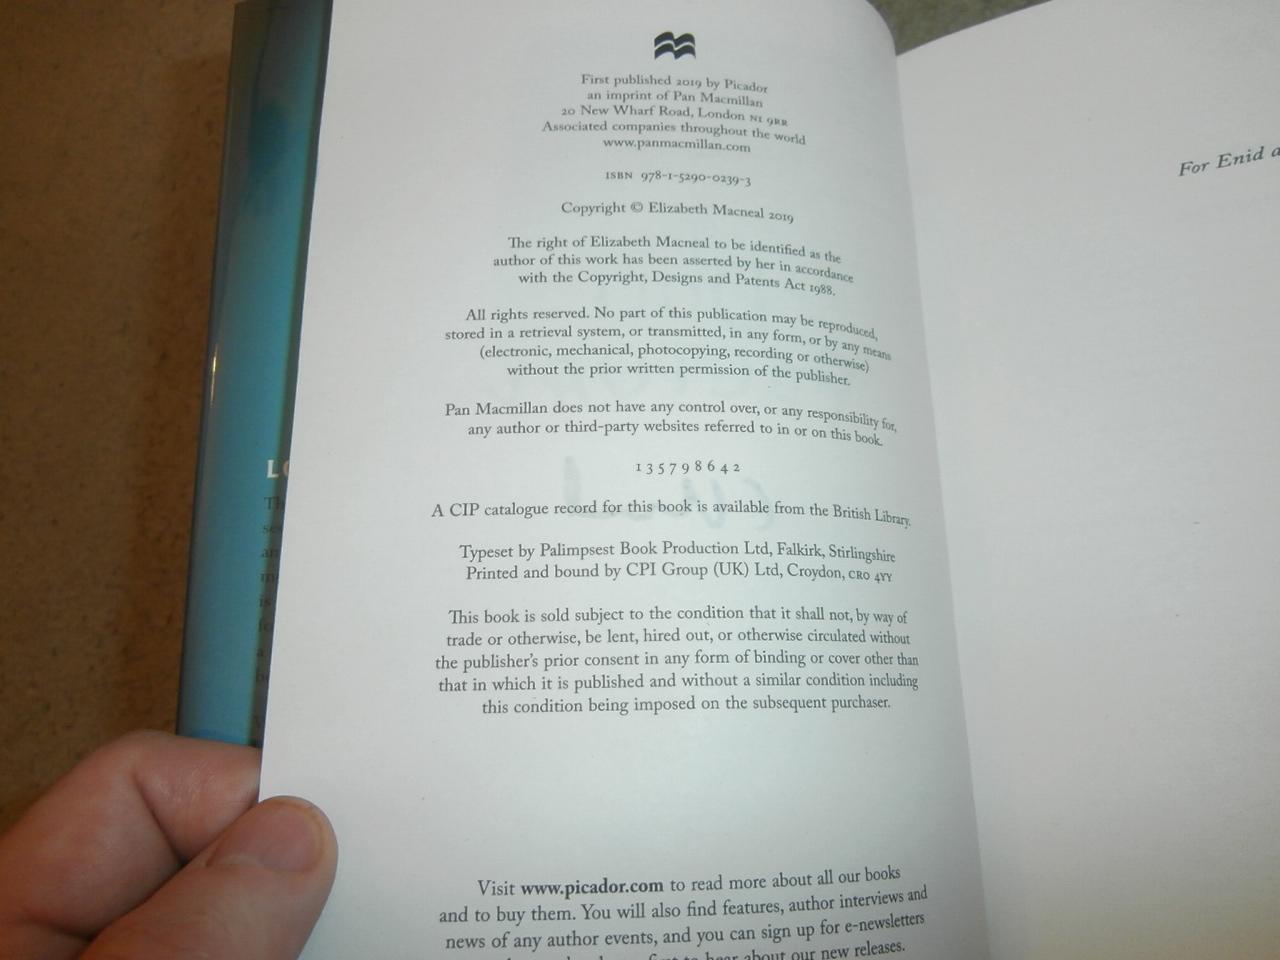 First published 2019 by Picador
an imprint of Pan Macmillan
20 New Wharf Road, London N1 9RR
Associated companies throughout the world
www.panmacmillan.com
ISBN 978-1-5290-0239-3
Copyright © Elizabeth Macneal 2019
The right of Elizabeth Macneal to be identified as the
author of this work has been asserted by her in accordance
with the Copyright, Designs and Patents Act 1988.
All rights reserved. No part of this publication may be reproduced,
stored in a retrieval system, or transmitted, in any form, or by any means
(electronic, mechanical, photocopying, recording or otherwise)
without the prior written permission of the publisher.
Pan Macmillan does not have any control over, or any responsibility for,
any author or third-party websites referred to in or on this book.
1 3 5 7 9 8 6 4 2
A CIP catalogue record for this book is available from the British Library.
Typeset by Palimpsest Book Production Ltd, Falkirk, Stirlingshire
Printed and bound by CPI Group (UK) Ltd, Croydon, CR0 4YY
This book is sold subject to the condition that it shall not, by way of
trade or otherwise, be lent, hired out, or otherwise circulated without
the publisher's prior consent in any form of binding or cover other than
that in which it is published and without a similar condition including
this condition being imposed on the subsequent purchaser.
Visit www.picador.com to read more about all our books
and to buy them. You will also find features, author interviews and
news of any author events, and you can sign up for e-newsletters
about our new releases.
For Enid